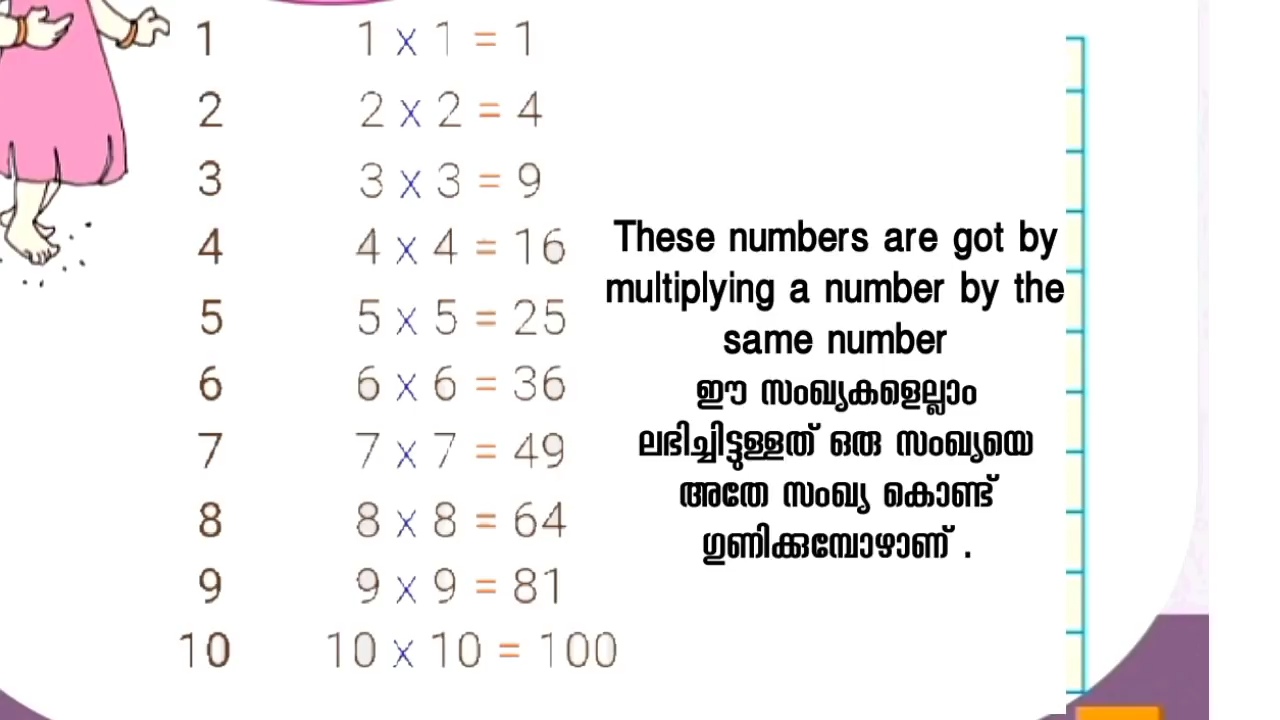 1 1 x 1 = 1
2 2 x 2 = 4
3 3 x 3 = 9
4 4 x 4 = 16
5 5 x 5 = 25
6 6 x 6 = 36
7 7 x 7 = 49
8 8 x 8 = 64
9 9 x 9 = 81
10 10 x 10 = 100
These numbers are got by
multiplying a number by the
same number
ഈ സംഖ്യകളെല്ലാം
ലഭിച്ചിട്ടുള്ളത് ഒരു സംഖ്യയെ
അതേ സംഖ്യ കൊണ്ട്
ഗുണിക്കുമ്പോഴാണ് .